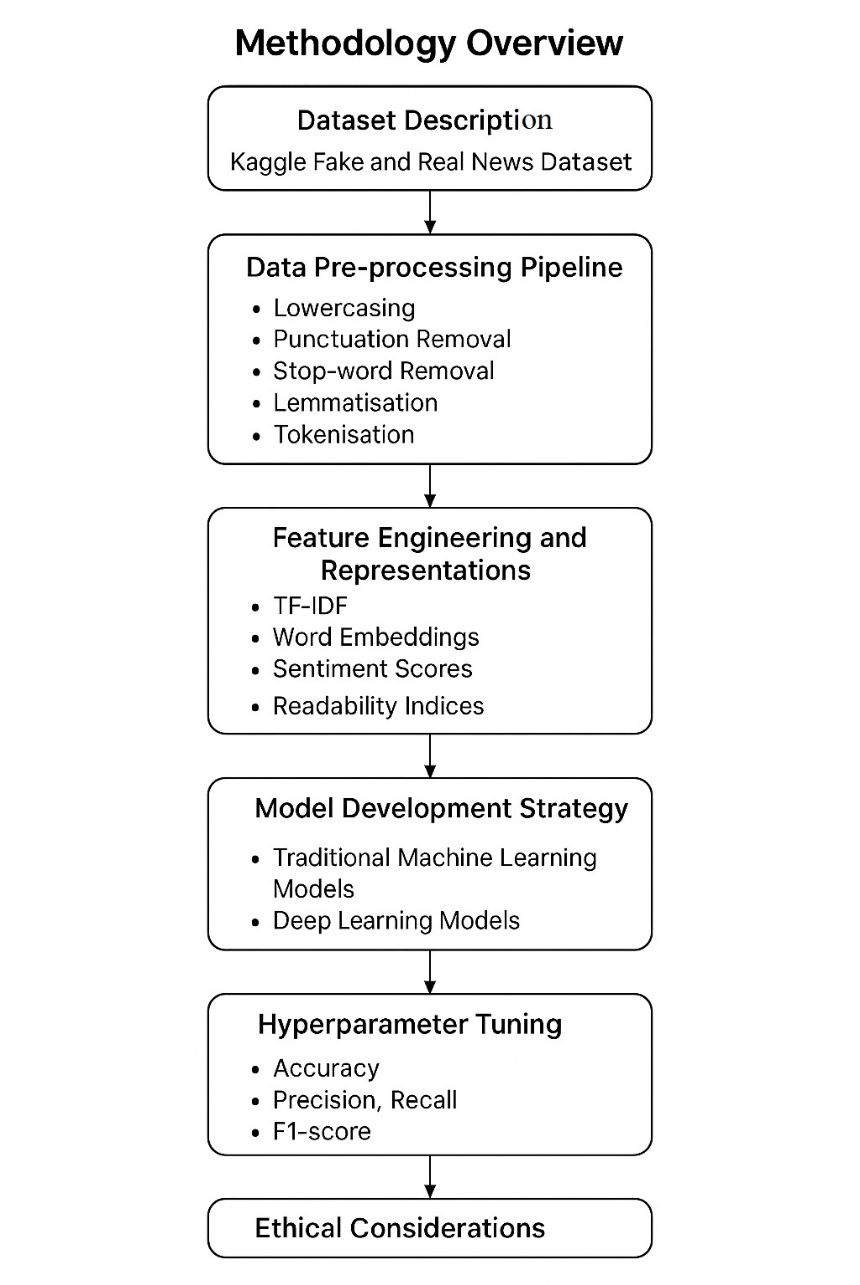 Methodology Overview
Dataset Description
Kaggle Fake and Real News Dataset
Data Pre-processing Pipeline
• Lowercasing
• Punctuation Removal
• Stop-word Removal
• Lemmatisation
• Tokenisation
Feature Engineering and
Representations
• TF-IDF
• Word Embeddings
• Sentiment Scores
• Readability Indices
Model Development Strategy
• Traditional Machine Learning
Models
• Deep Learning Models
Hyperparameter Tuning
• Accuracy
• Precision, Recall
• F1-score
Ethical Considerations